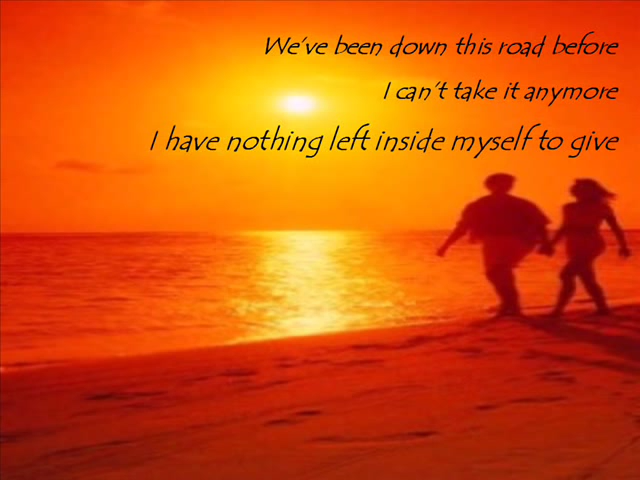 We've been down this road before
I can't take it anymore
I have nothing left inside myself to give